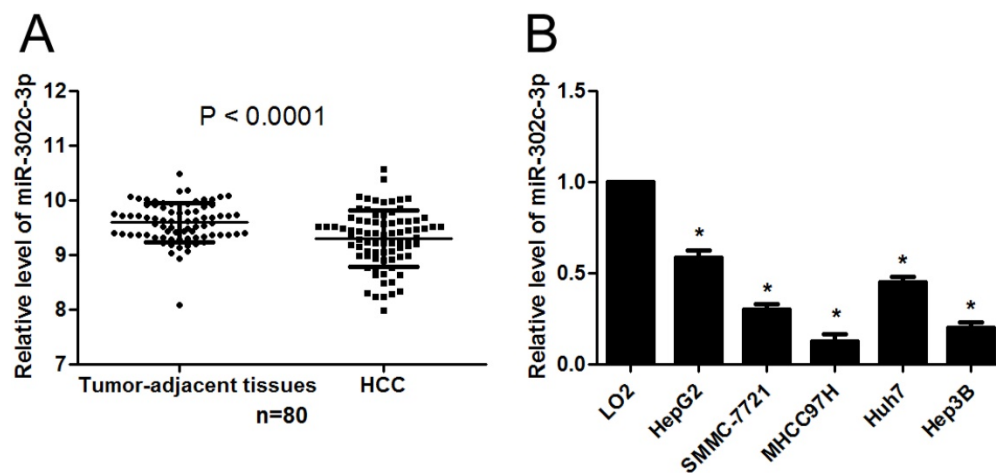 A
Relative level of miR-302c-3p
12
11
10
9
8
7
P < 0.0001
Tumor-adjacent tissues
HCC
n=80
B
Relative level of miR-302c-3p
1.5
1.0
0.5
0.0
*
*
*
*
*
LO2
HepG2
SMMC-7721
MHCC97H
Huh7
Hep3B